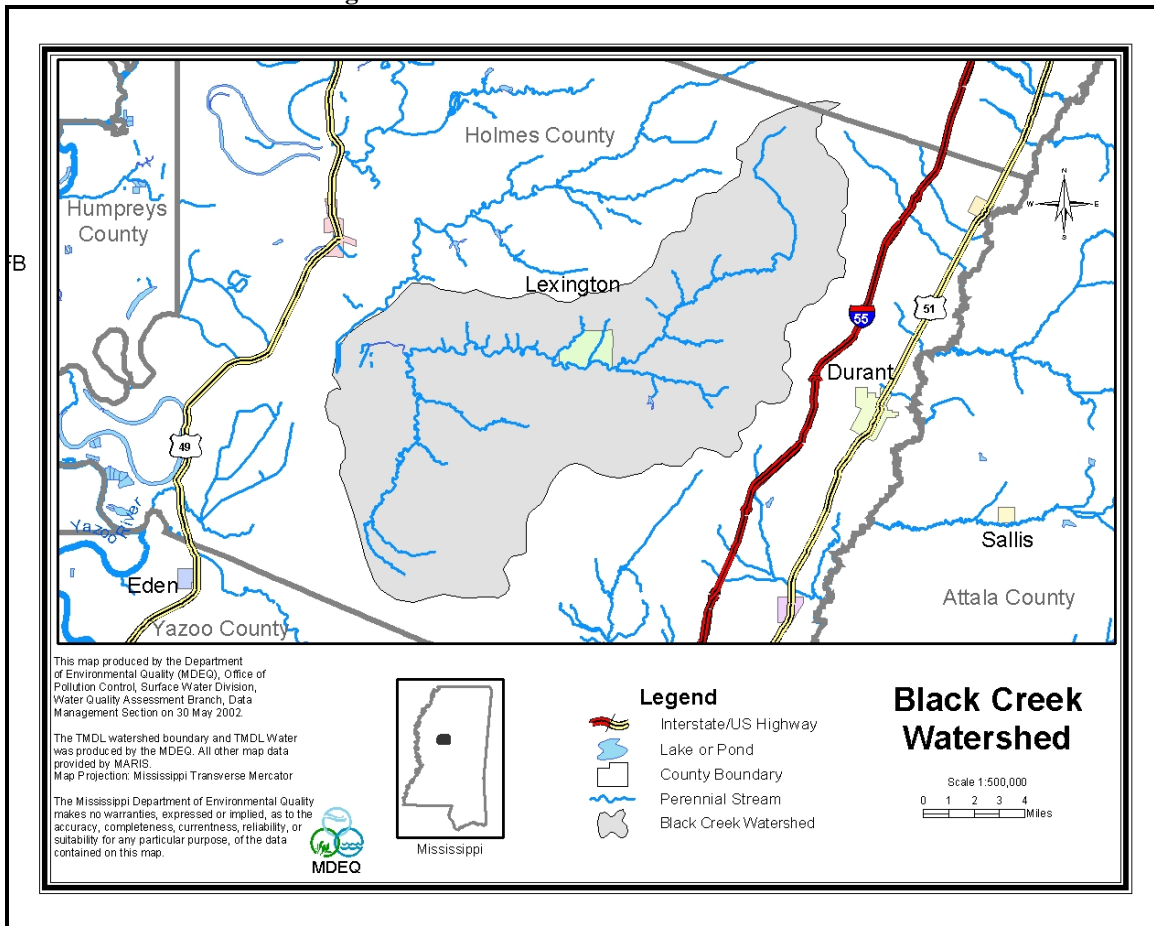 FB
Holmes County
Humpreys
County
N
W
E
S
Lexington
55
51
Durant
49
Yazoo River
Sallis
Eden
Attala County
Yazoo County
This map produced by the Department
of Environmental Quality (MDEQ), Office of
Pollution Control, Surface Water Division,
Water Quality Assessment Branch, Data
Management Section on 30 May 2002.
The TMDL watershed boundary and TMDL Water
was produced by the MDEQ. All other map data
provided by MARIS.
Map Projection: Mississippi Transverse Mercator
The Mississippi Department of Environmental Quality
makes no warranties, expressed or implied, as to the
accuracy, completeness, currentness, reliability, or
suitability for any particular purpose, of the data
contained on this map.
MDEQ
Mississippi
Legend
Interstate/US Highway
Lake or Pond
County Boundary
Perennial Stream
Black Creek Watershed
Black Creek
Watershed
Scale 1:500,000
0 1 2 3 4
Miles